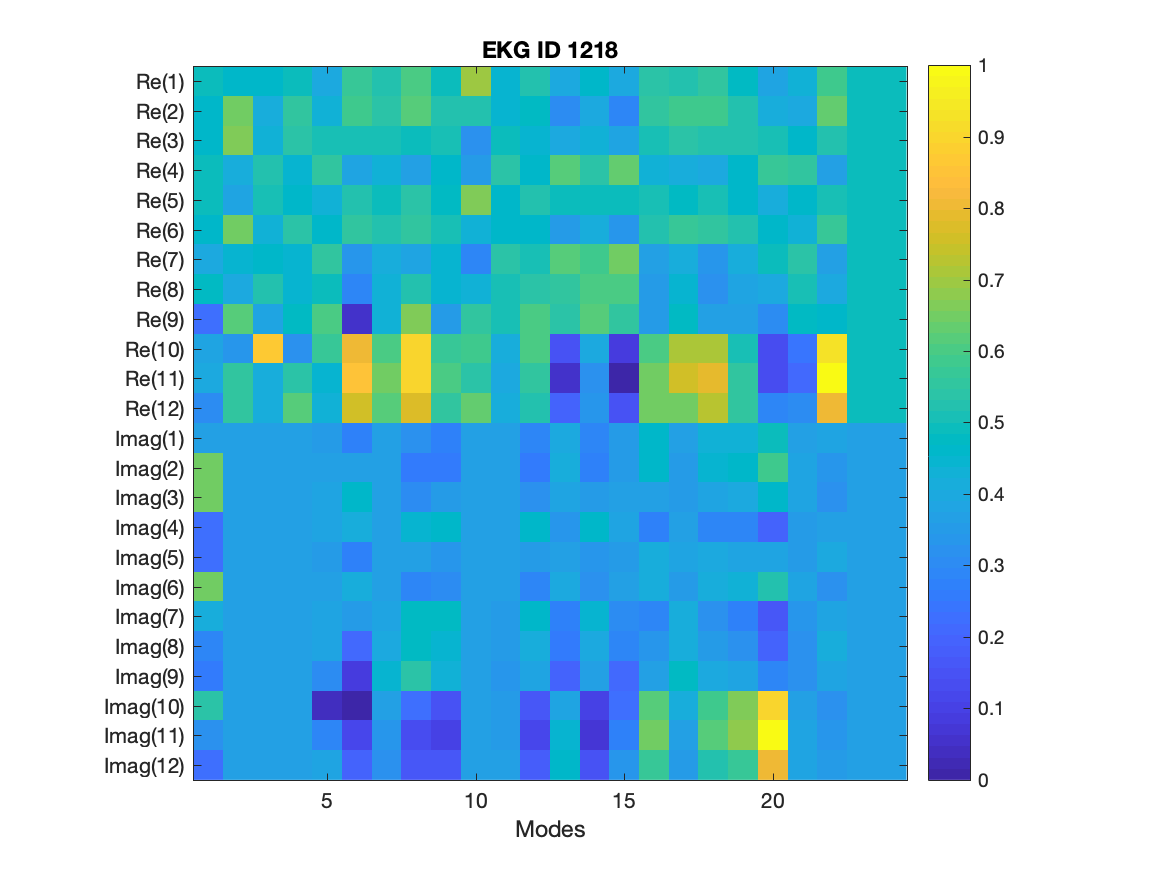 EKG ID 1218
Re(1)
Re(2)
Re(3)
Re(4)
Re(5)
Re(6)
Re(7)
Re(8)
Re(9)
Re(10)
Re(11)
Re(12)
Imag(1)
Imag(2)
Imag(3)
Imag(4)
Imag(5)
Imag(6)
Imag(7)
Imag(8)
Imag(9)
Imag(10)
Imag(11)
Imag(12)
5 10 15 20
Modes
1
0.9
0.8
0.7
0.6
0.5
0.4
0.3
0.2
0.1
0